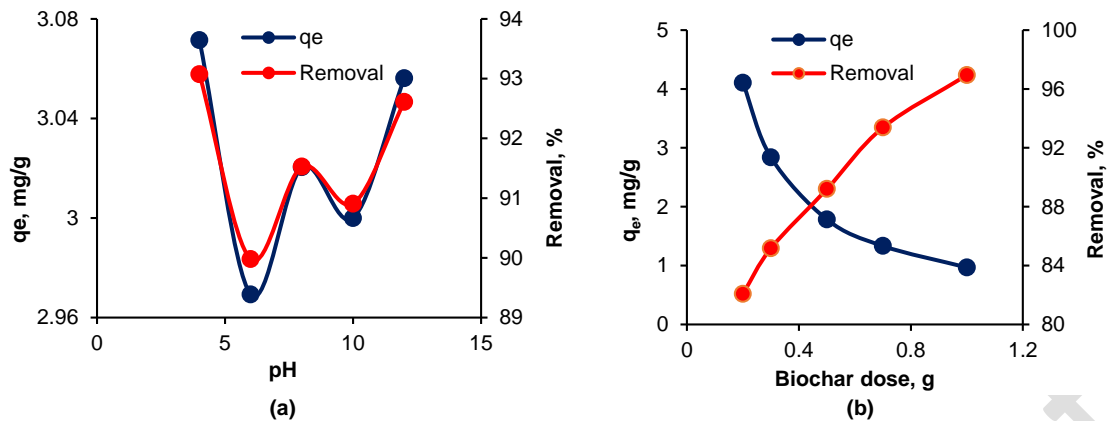 qe
Removal
3.08
3.04
3
2.96
qe, mg/g
94
93
92
91
90
89
Removal, %
0
5
10
15
pH
(a)
qe
Removal
5
4
3
2
1
0
qe, mg/g
100
96
92
88
84
80
Removal, %
0
0.4
0.8
1.2
Biochar dose, g
(b)